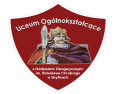 Liceum Ogólnokształcące
z Oddziałami Dwujęzycznymi
im. Bolesława Chrobrego
w Gryficach